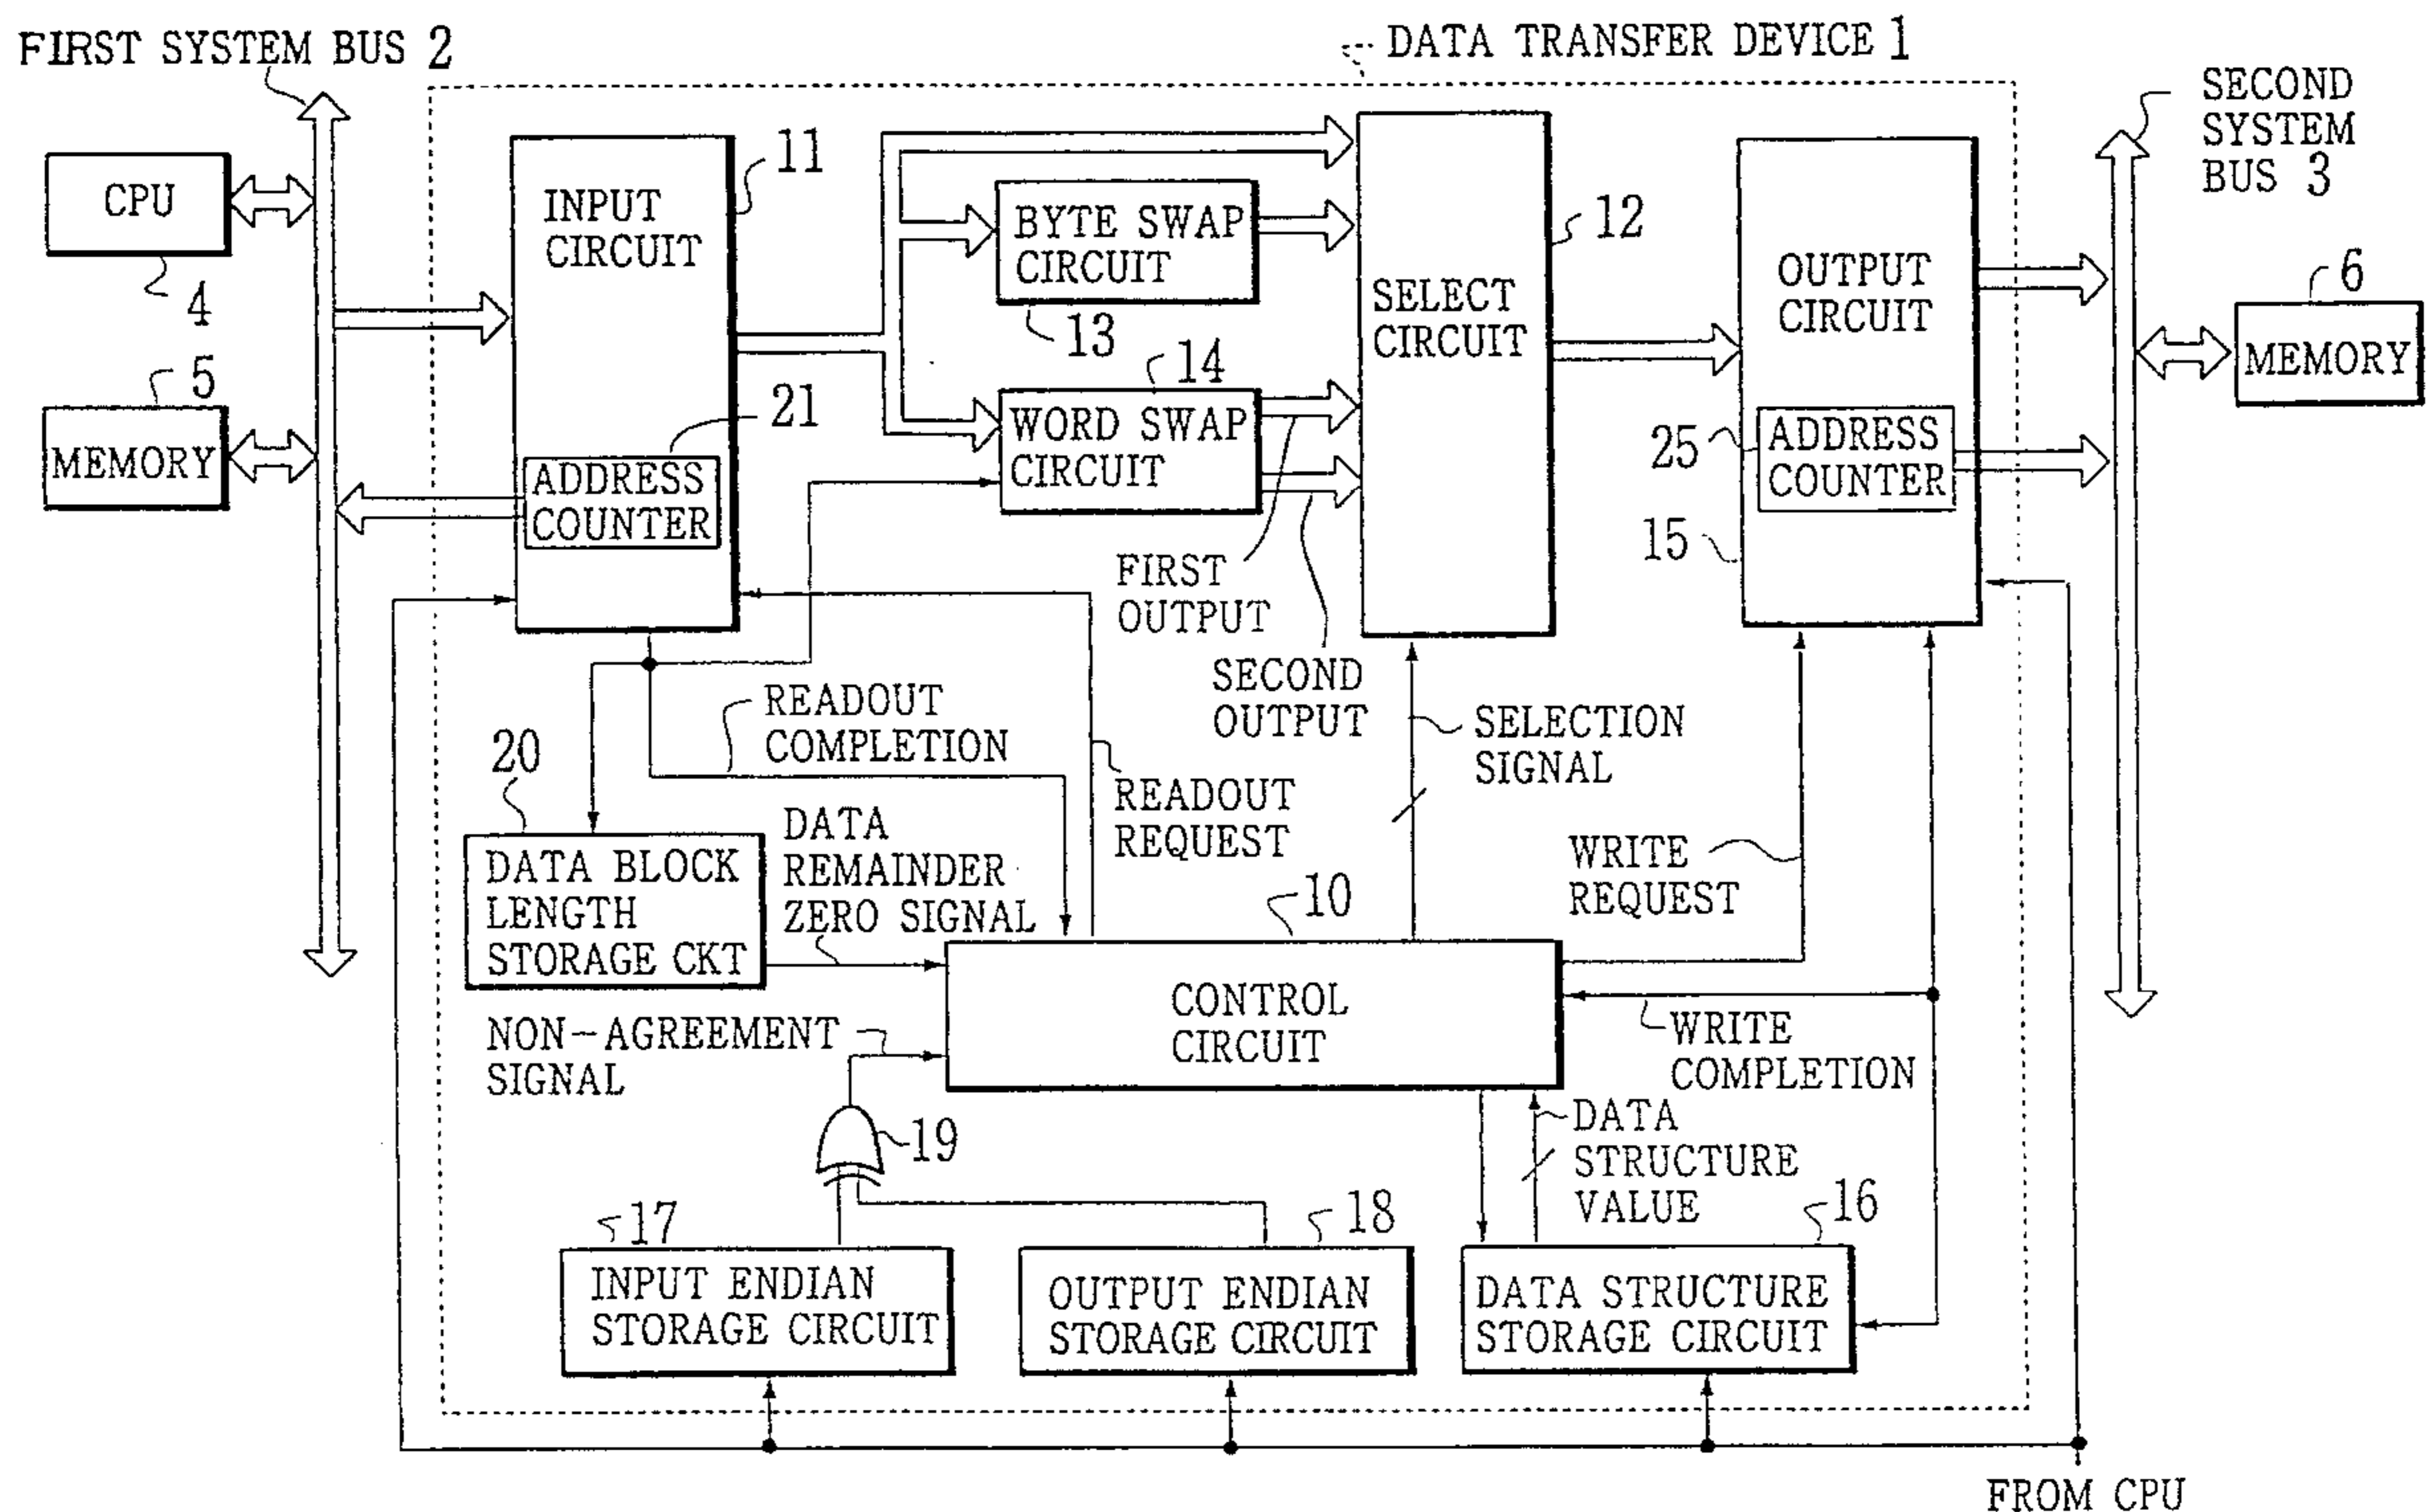 FIRST SYSTEM BUS 2
DATA TRANSFER DEVICE 1
SECOND
SYSTEM
BUS 3
CPU
4
5
MEMORY
INPUT
CIRCUIT
11
21
ADDRESS
COUNTER
BYTE SWAP
CIRCUIT
13
14
WORD SWAP
CIRCUIT
FIRST
OUTPUT
SECOND
OUTPUT
SELECT
CIRCUIT
12
OUTPUT
CIRCUIT
25
ADDRESS
COUNTER
15
6
MEMORY
READOUT
COMPLETION
READOUT
REQUEST
SELECTION
SIGNAL
WRITE
REQUEST
20
DATA BLOCK
LENGTH
STORAGE CKT
DATA
REMAINDER
ZERO SIGNAL
10
CONTROL
CIRCUIT
NON-AGREEMENT
SIGNAL
WRITE
COMPLETION
DATA
STRUCTURE
VALUE
19
17
INPUT ENDIAN
STORAGE CIRCUIT
18
OUTPUT ENDIAN
STORAGE CIRCUIT
16
DATA STRUCTURE
STORAGE CIRCUIT
FROM CPU